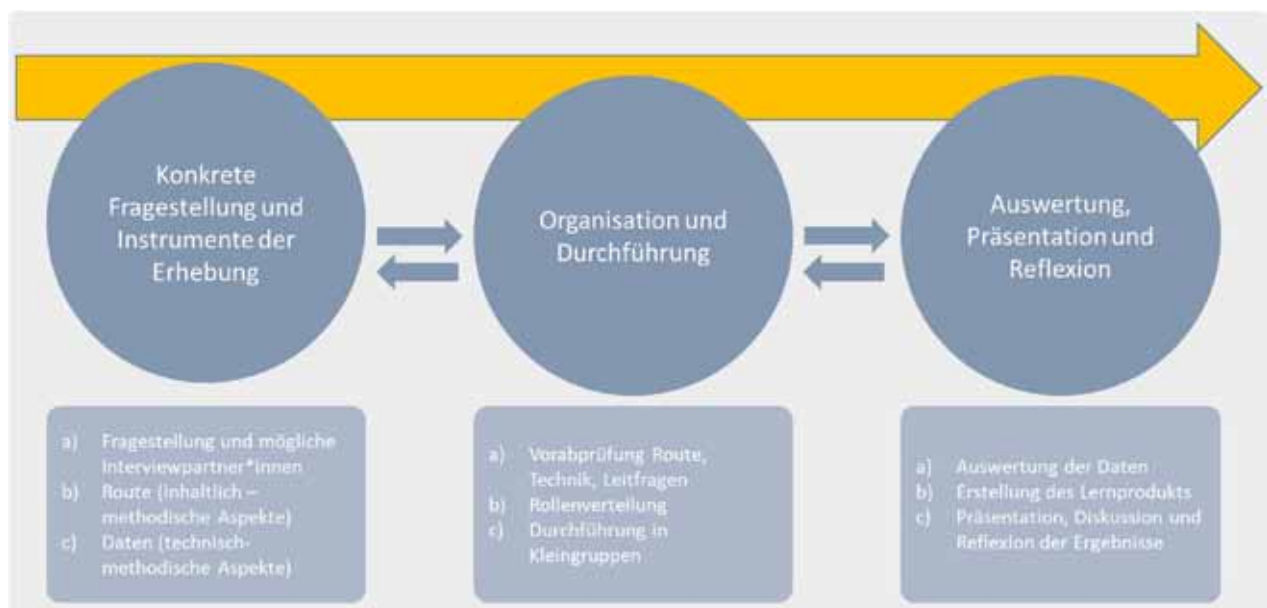 Konkrete
Fragestellung und
Instrumente der
Erhebung
a) Fragestellung und mögliche
Interviewpartner*innen
b) Route (inhaltlich –
methodische Aspekte)
c) Daten (technisch-
methodische Aspekte)
Organisation und
Durchführung
a) Vorabprüfung Route,
Technik, Leitfragen
b) Rollenverteilung
c) Durchführung in
Kleingruppen
Auswertung,
Präsentation und
Reflexion
a) Auswertung der Daten
b) Erstellung des Lernprodukts
c) Präsentation, Diskussion und
Reflexion der Ergebnisse